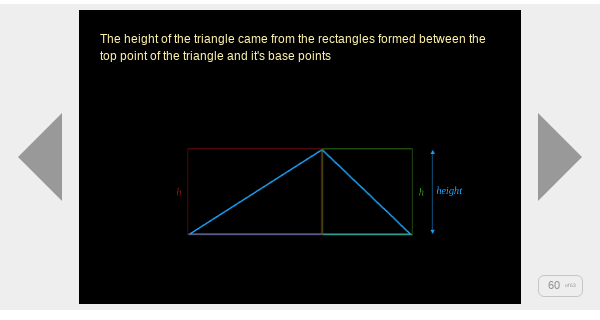 The height of the triangle came from the rectangles formed between the
top point of the triangle and it's base points
h
h
height
60